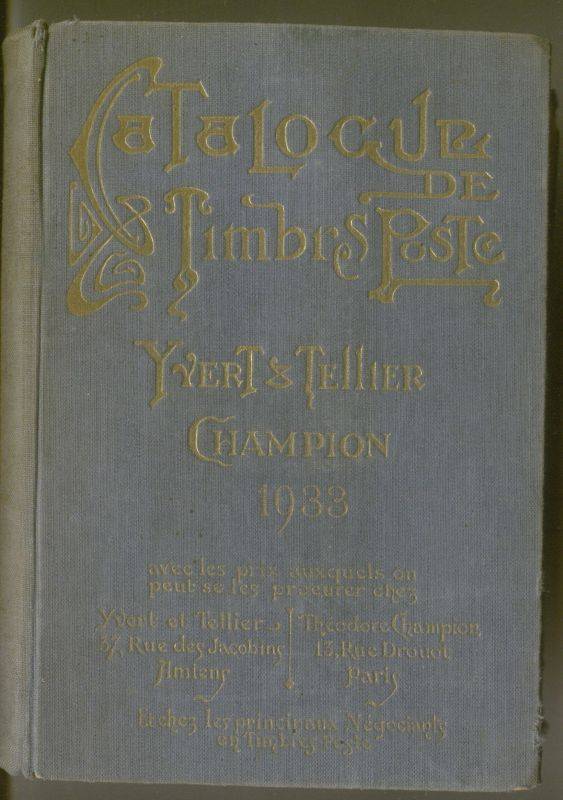 Catalogue
de
Timbres Poste
Yvert & Tellier
Champion
1933
avec les prix auxquels on
peut se les procurer chez
Yvert et Tellier
37, Rue des Jacobins
Amiens
Théodore Champion
13, Rue Drouot
Paris
Et chez les principaux Négociants
en Timbres Poste